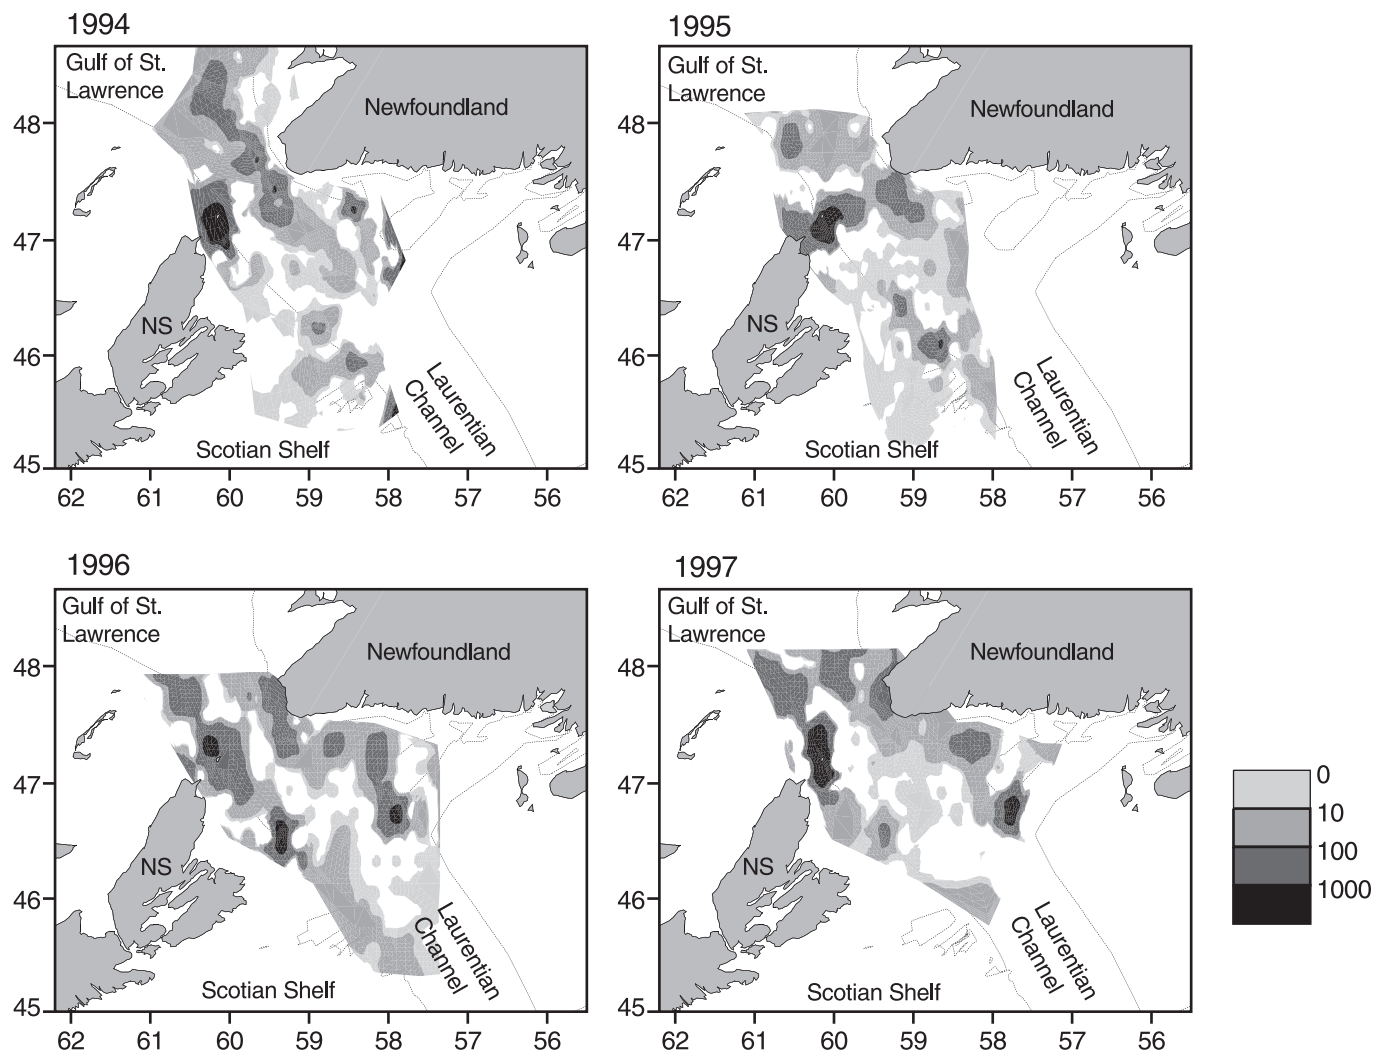 1994
Gulf of St.
Lawrence
Newfoundland
NS
Scotian Shelf
Laurentian
Channel
48
47
46
45
62 61 60 59 58 57 56
1995
Gulf of St.
Lawrence
Newfoundland
NS
Scotian Shelf
Laurentian
Channel
48
47
46
45
62 61 60 59 58 57 56
1996
Gulf of St.
Lawrence
Newfoundland
NS
Scotian Shelf
Laurentian
Channel
48
47
46
45
62 61 60 59 58 57 56
1997
Gulf of St.
Lawrence
Newfoundland
NS
Scotian Shelf
Laurentian
Channel
48
47
46
45
62 61 60 59 58 57 56
0
10
100
1000